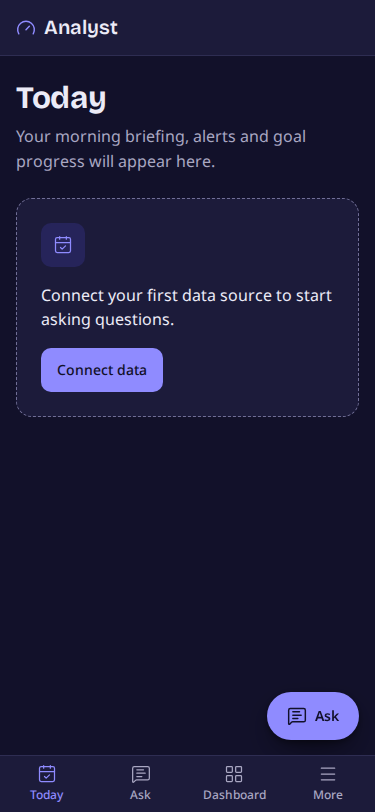 Analyst
Today
Your morning briefing, alerts and goal
progress will appear here.
Connect your first data source to start
asking questions.
Connect data
Ask
Today
Ask
Dashboard
More